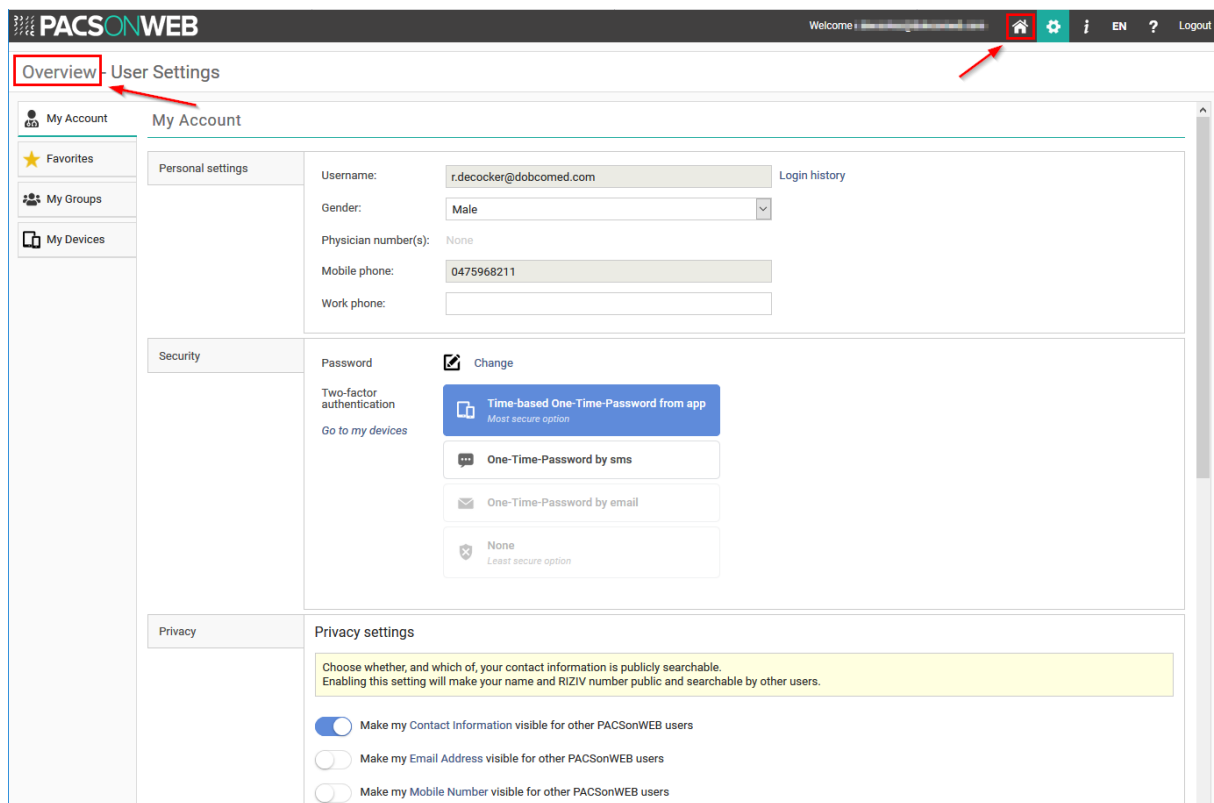 PACSONWEB
Welcome
EN ? Logout
Overview - User Settings
My Account
Favorites
My Groups
My Devices
My Account
Personal settings
Username: r.decocker@dobcomed.com Login history
Gender: Male
Physician number(s): None
Mobile phone: 0475968211
Work phone:
Security
Password Change
Two-factor
authentication
Go to my devices
Time-based One-Time-Password from app
Most secure option
One-Time-Password by sms
One-Time-Password by email
None
Least secure option
Privacy
Privacy settings
Choose whether, and which of, your contact information is publicly searchable.
Enabling this setting will make your name and RIZIV number public and searchable by other users.
Make my Contact Information visible for other PACSonWEB users
Make my Email Address visible for other PACSonWEB users
Make my Mobile Number visible for other PACSonWEB users